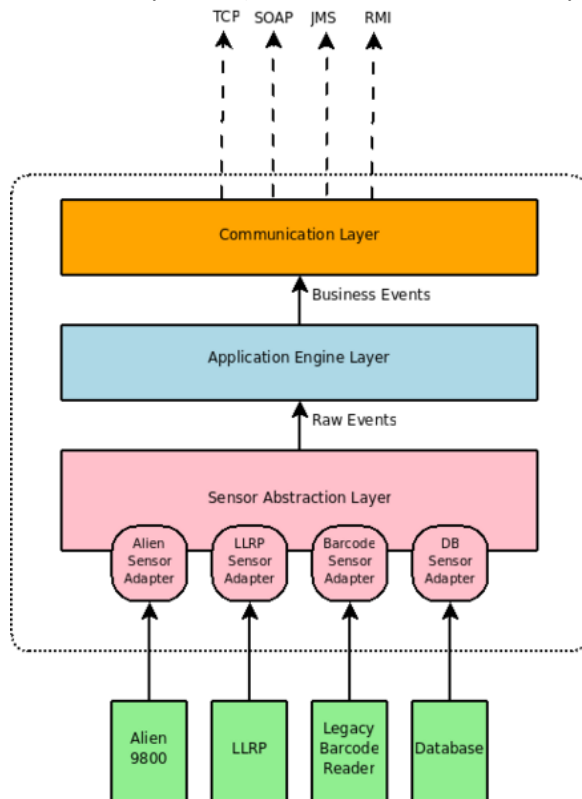 TCP SOAP JMS RMI
Communication Layer
Business Events
Application Engine Layer
Raw Events
Sensor Abstraction Layer
Alien
Sensor
Adapter
LLRP
Sensor
Adapter
Barcode
Sensor
Adapter
DB
Sensor
Adapter
Alien
9800
LLRP
Legacy
Barcode
Reader
Database